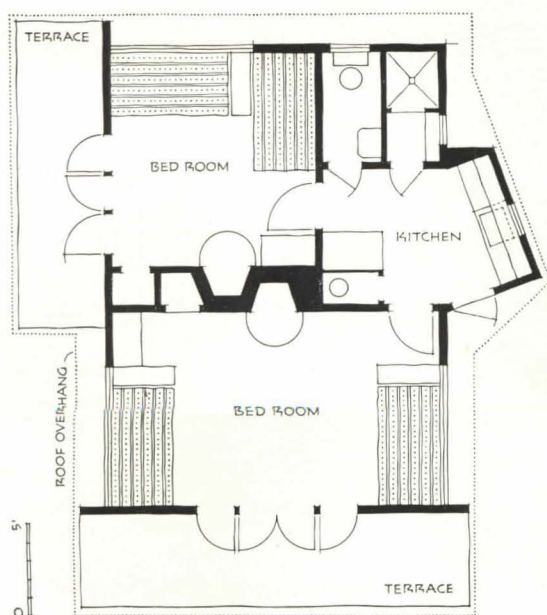 TERRACE
BED ROOM
KITCHEN
ROOF OVERHANG
BED ROOM
5'
0
TERRACE